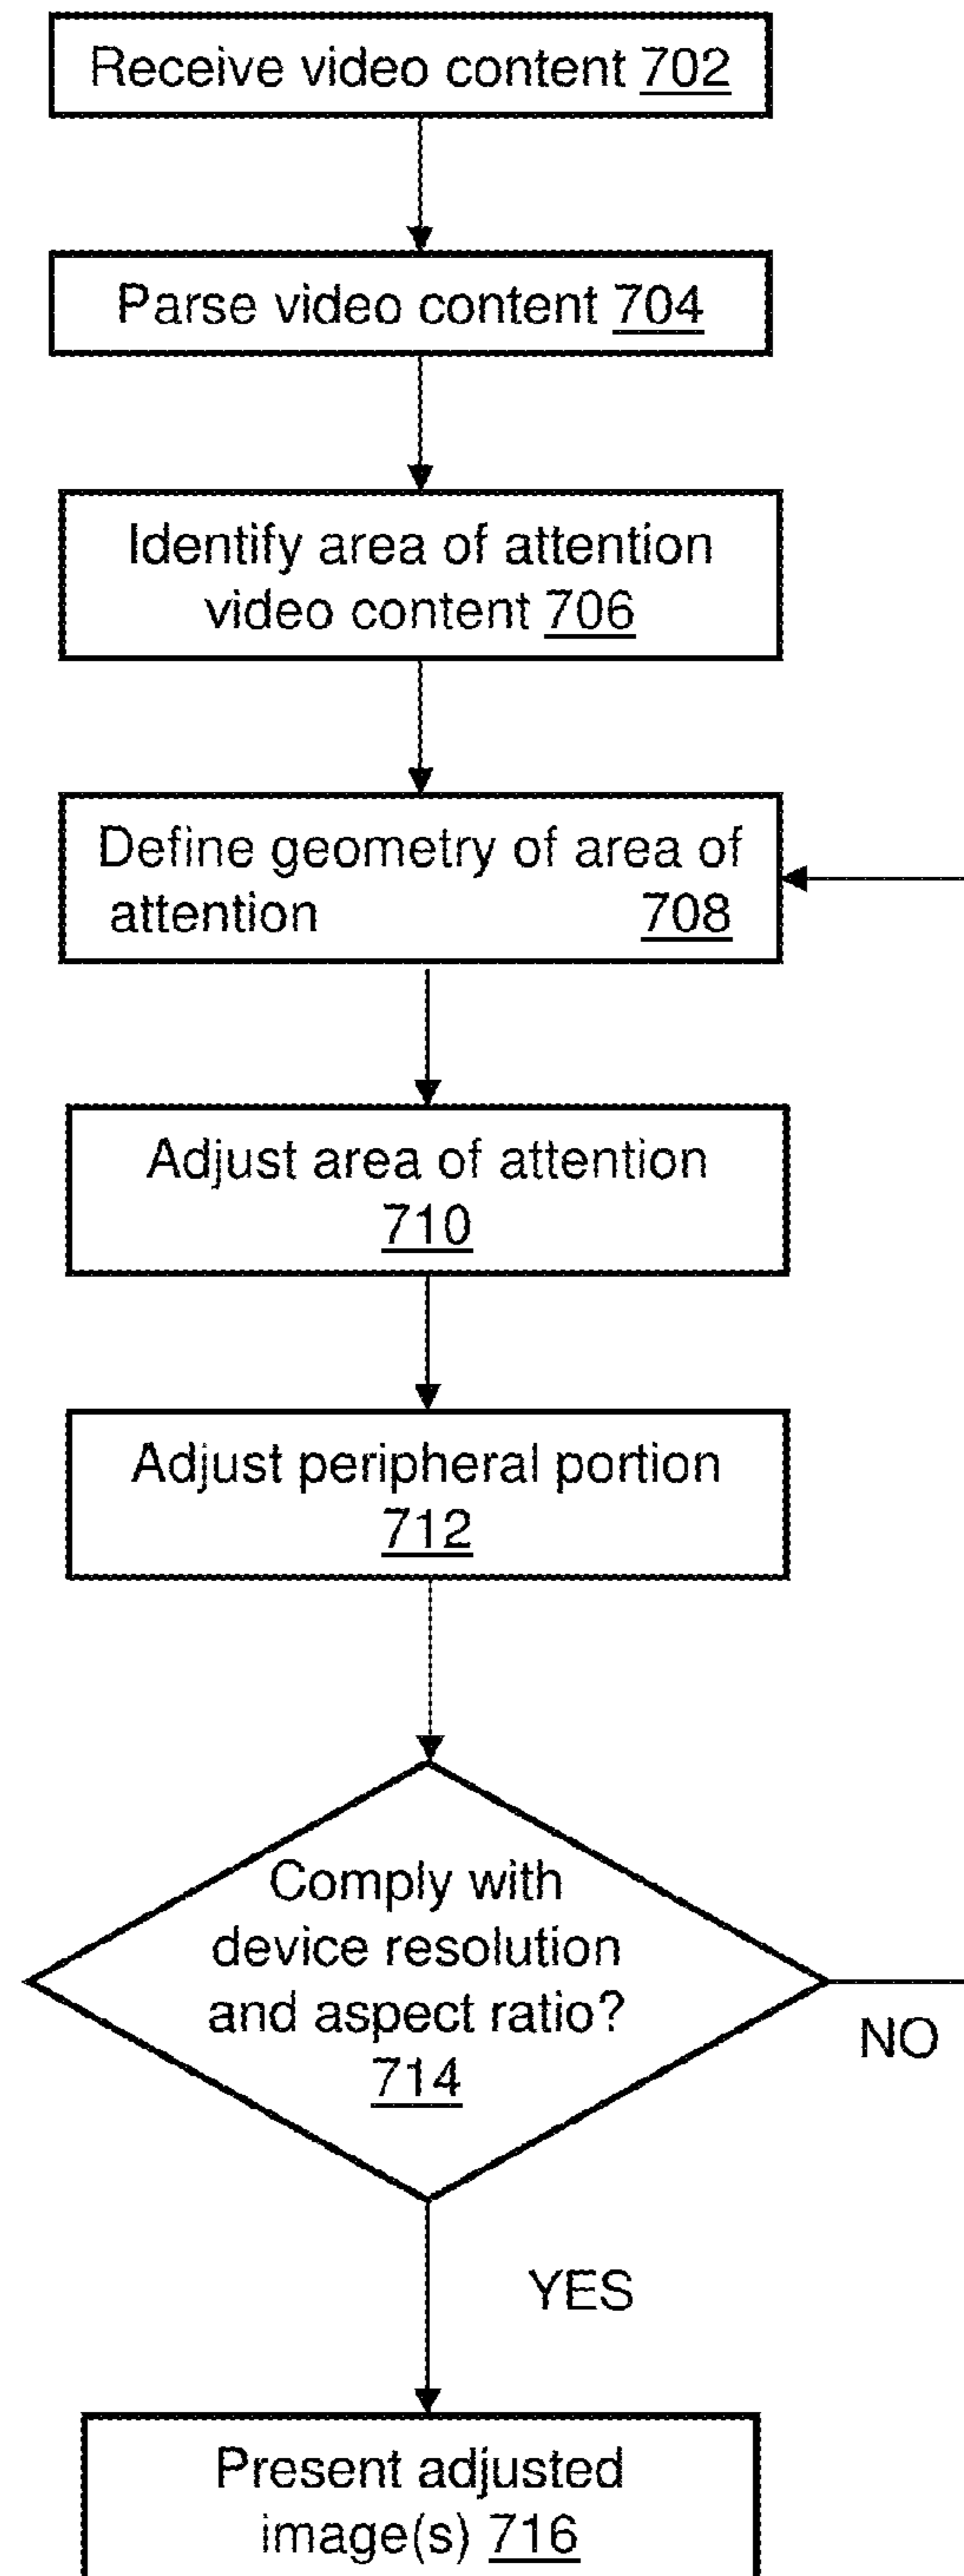 Receive video content 702
Parse video content 704
Identify area of attention
video content 706
Define geometry of area of
attention 708
Adjust area of attention
710
Adjust peripheral portion
712
Comply with
device resolution
and aspect ratio?
714
NO
YES
Present adjusted
image(s) 716